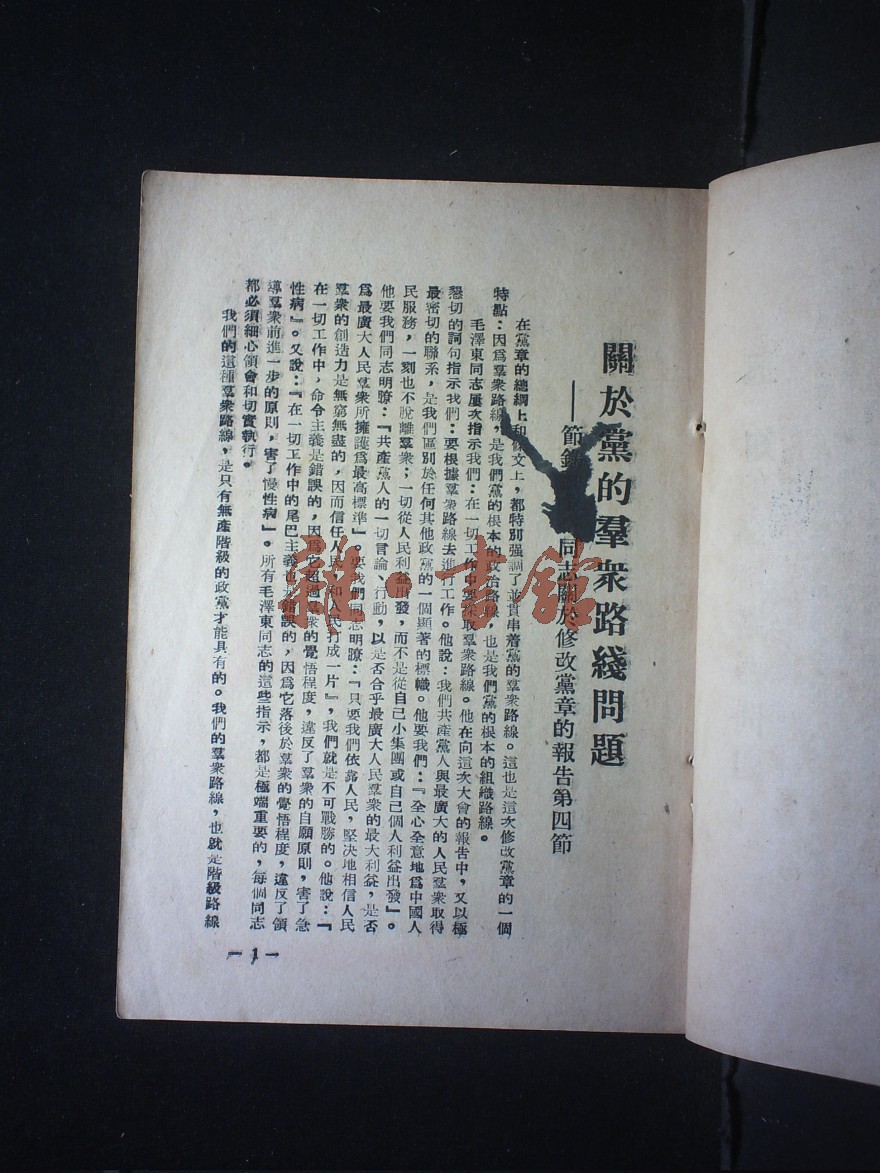 關於黨的羣衆路綫問題
——節錄 同志關於修改黨章的報告第四節
在黨章的總綱上和條文上,都特別强調了並貫串着黨的羣衆路線。這也是這次修改黨章的一個
特點:因爲羣衆路線,是我們黨的根本的政治路線,也是我們黨的根本的組織路線。
毛澤東同志屢次指示我們:在一切工作中要採取羣衆路線。他在向這次大會的報告中,又以極
懇切的詞句指示我們:要根據羣衆路線去進行工作。他說:我們共產黨人與最廣大的人民羣衆取得
最密切的聯系,是我們區別於任何其他政黨的一個顯著的標幟。他要我們:『全心全意地爲中國人
民服務,一刻也不脫離羣衆;一切從人民利益出發,而不是從自己小集團或自己個人利益出發』。
他要我們同志明瞭:『共產黨人的一切言論、行動,以是否合乎最廣大人民羣衆的最大利益,是否
爲最廣大人民羣衆所擁護爲最高標準』。要我們同志明瞭:『只要我們依靠人民,堅決地相信人民
羣衆的創造力是無窮無盡的,因而信任人民,和人民打成一片』,我們就是不可戰勝的。他說:『
在一切工作中,命令主義是錯誤的,因爲它超過羣衆的覺悟程度,違反了羣衆的自願原則,害了急
性病』。又說:『在一切工作中的尾巴主義也是錯誤的,因爲它落後於羣衆的覺悟程度,違反了領
導羣衆前進一步的原則,害了慢性病』。所有毛澤東同志的這些指示,都是極端重要的,每個同志
都必須細心領會和切實執行。
我們的這種羣衆路線,是只有無產階級的政黨才能具有的。我們的羣衆路線,也就是階級路線
—1—